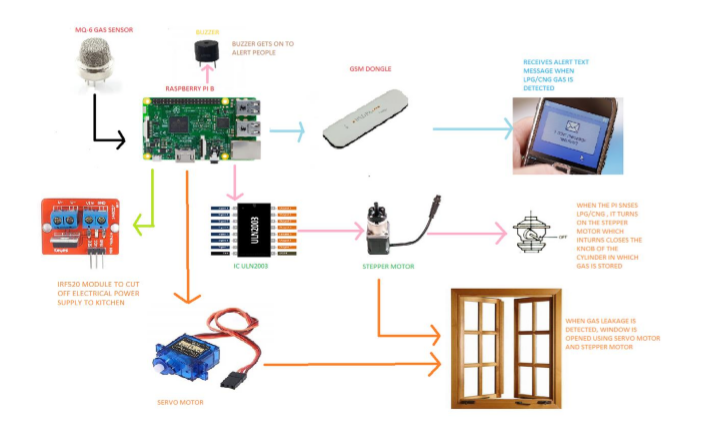 MQ-6 GAS SENSOR
BUZZER
BUZZER GETS ON TO
ALERT PEOPLE
RASPBERRY PI B
GSM DONGLE
RECEIVES ALERT TEXT
MESSAGE WHEN
LPG/CNG GAS IS
DETECTED
ULN2003
IC ULN2003
STEPPER MOTOR
OFF
WHEN THE PI SENSES
LPG/CNG , IT TURNS
ON THE STEPPER
MOTOR WHICH
INTURNS CLOSES THE
KNOB OF THE
CYLINDER IN WHICH
GAS IS STORED
IRF520 MODULE TO CUT
OFF ELECTRICAL POWER
SUPPLY TO KITCHEN
WHEN GAS LEAKAGE IS
DETECTED, WINDOW IS
OPENED USING SERVO MOTOR
AND STEPPER MOTOR
SERVO MOTOR